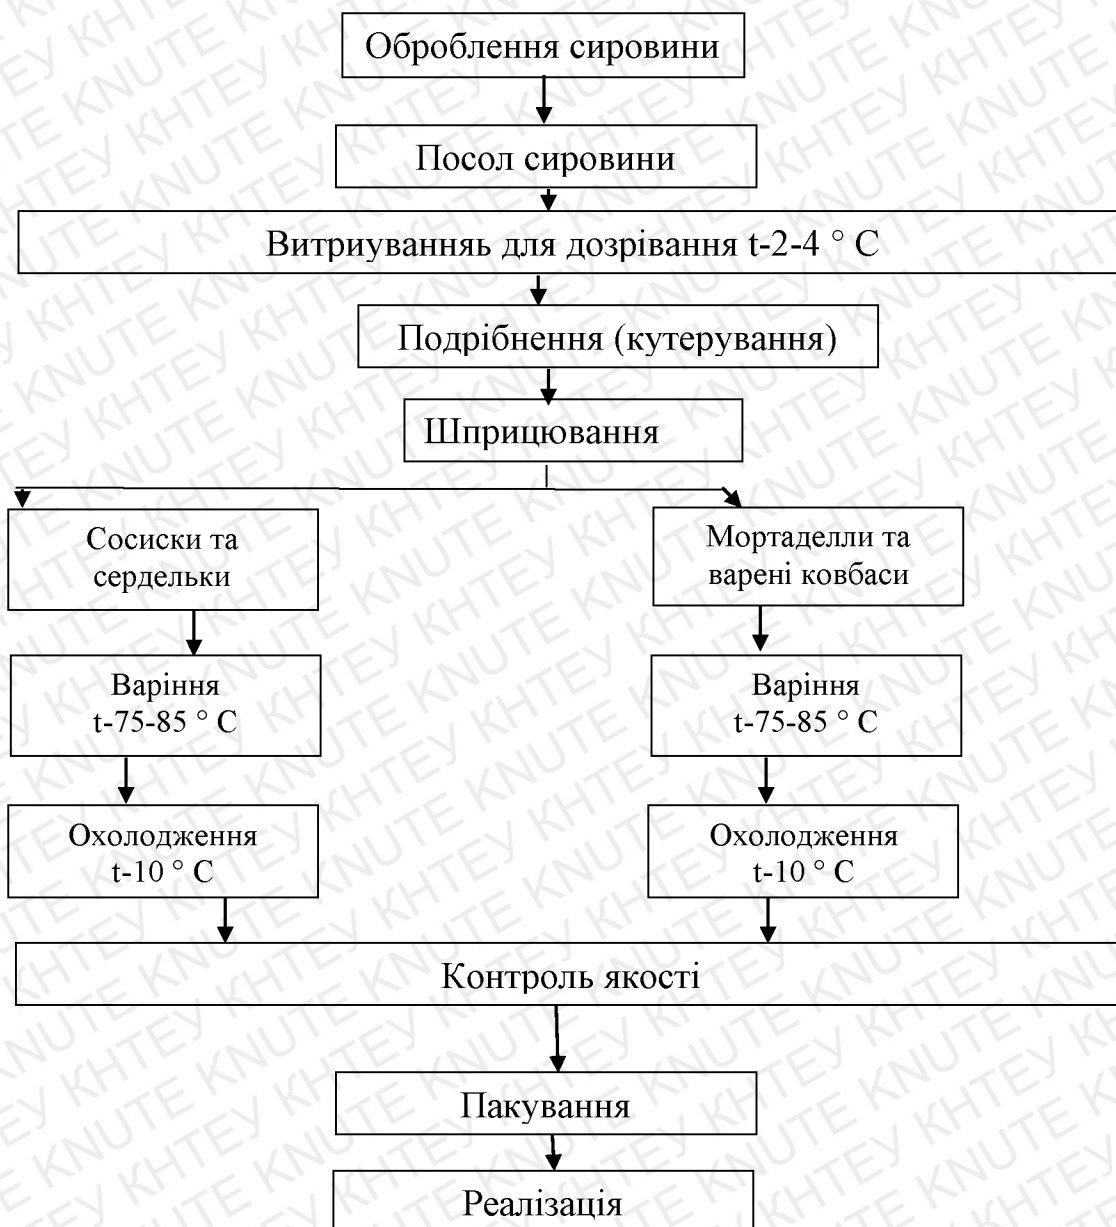 Оброблення сировини
Посол сировини
Витриуванняь для дозрівання t-2-4 ° С
Подрібнення (кутерування)
Шприцювання
Сосиски та
сердельки
Мортаделли та
варені ковбаси
Варіння
t-75-85 ° С
Варіння
t-75-85 ° С
Охолодження
t-10 ° С
Охолодження
t-10 ° С
Контроль якості
Пакування
Реалізація